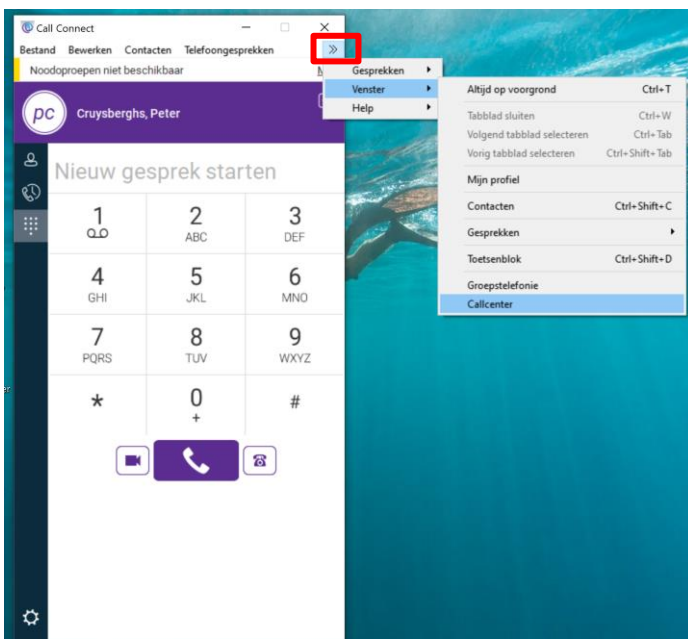 Call Connect
Bestand Bewerken Contacten Telefoongesprekken »
Noodoproepen niet beschikbaar
pc Cruysberghs, Peter
Nieuw gesprek starten
1 2 3
ABC DEF
4 5 6
GHI JKL MNO
7 8 9
PQRS TUV WXYZ
* 0 #
+
Gesprekken
Venster
Help
Altijd op voorgrond Ctrl+T
Tabblad sluiten Ctrl+W
Volgend tabblad selecteren Ctrl+Tab
Vorig tabblad selecteren Ctrl+Shift+Tab
Mijn profiel
Contacten Ctrl+Shift+C
Gesprekken
Toetsenblok Ctrl+Shift+D
Groepstelefonie
Callcenter